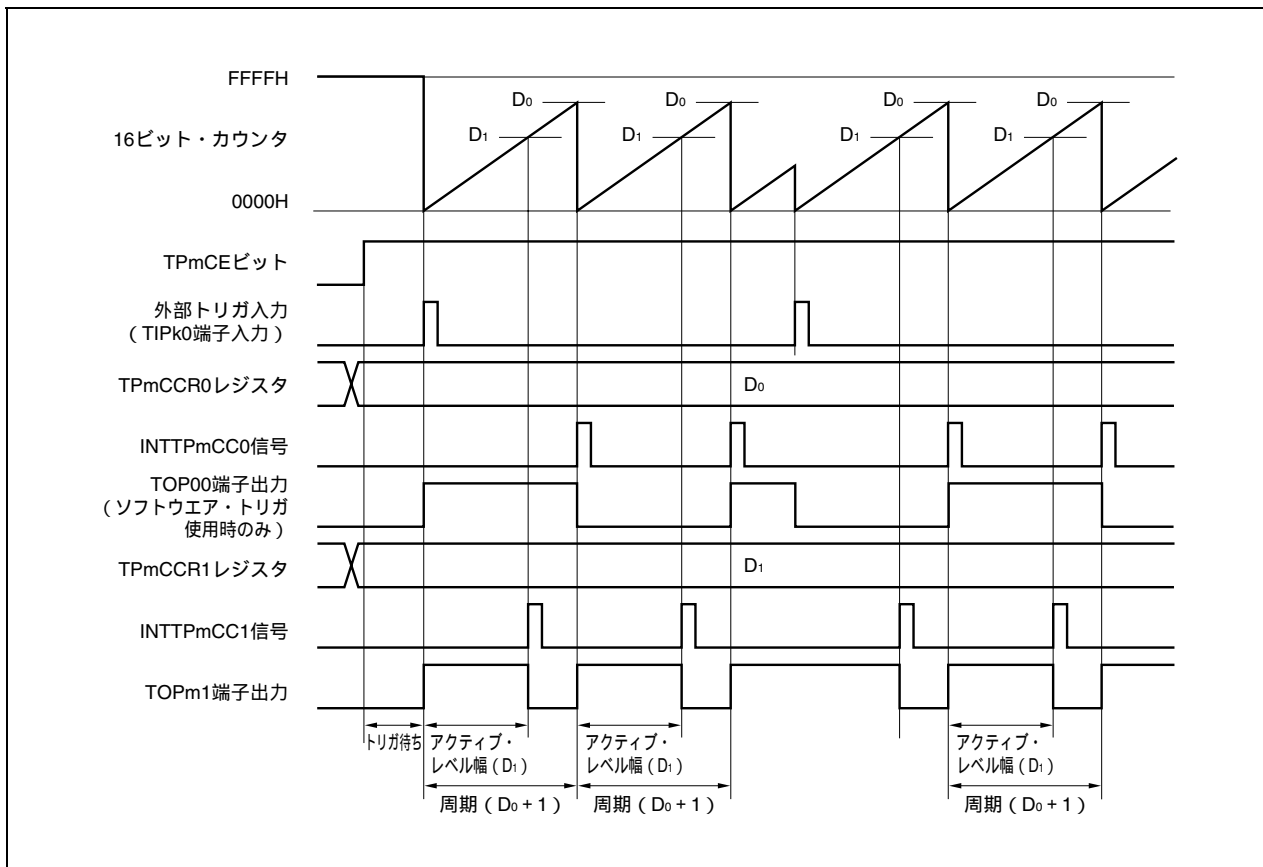 FFFFH
D0 D0 D0 D0
16ビット・カウンタ
D1 D1 D1 D1
0000H
TPmCEビット
外部トリガ入力
（TIPk0端子入力）
TPmCCR0レジスタ
D0
INTTPmCC0信号
TOP00端子出力
（ソフトウエア・トリガ
使用時のみ）
TPmCCR1レジスタ
D1
INTTPmCC1信号
TOPm1端子出力
トリガ待ち
アクティブ・
レベル幅（D1）
アクティブ・
レベル幅（D1）
アクティブ・
レベル幅（D1）
周期（D0＋1）
周期（D0＋1）
周期（D0＋1）